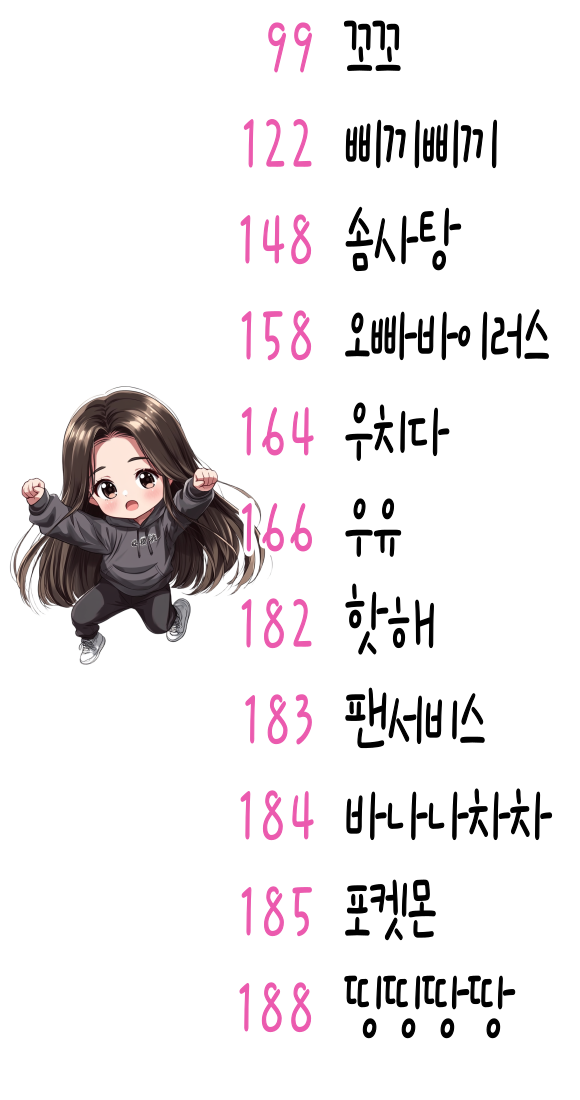 99 꼬꼬
122 삐끼삐끼
148 솜사탕
158 오빠바이러스
164 우치다
166 우유
182 핫해
183 팬서비스
184 바나나차차
185 포켓몬
188 띵띵땅땅